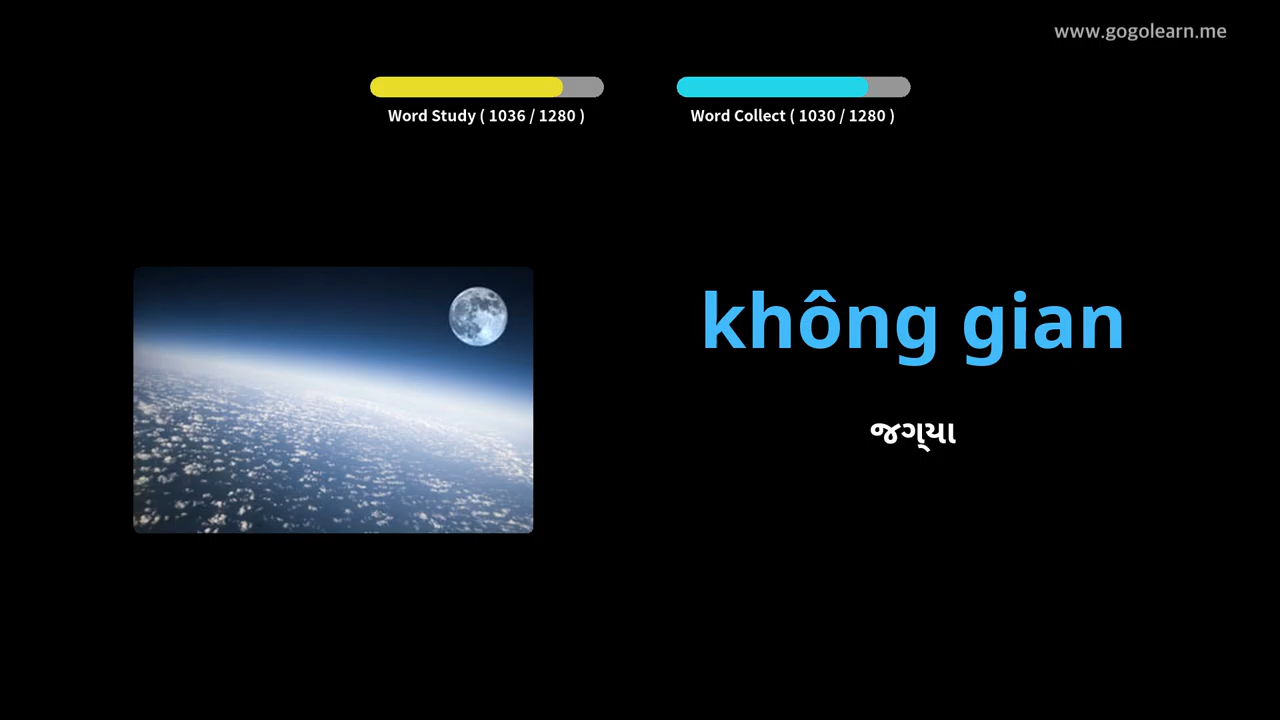 www.gogolearn.me
Word Study ( 1036 / 1280 )
Word Collect ( 1030 / 1280 )
không gian
જગ્યા